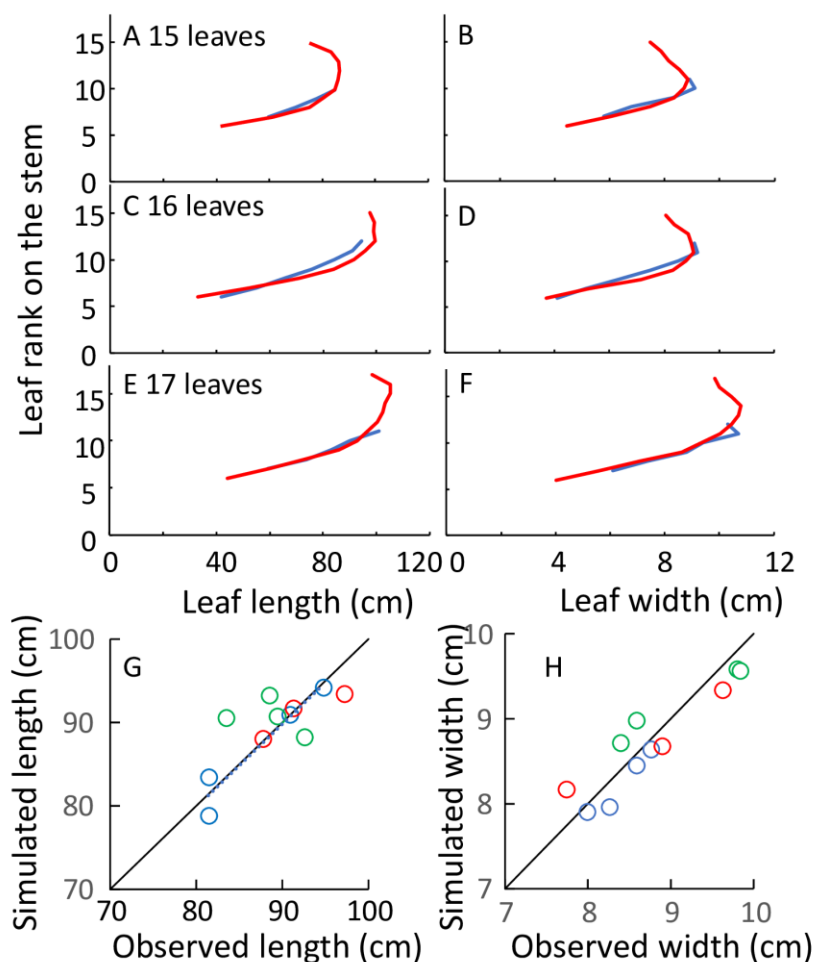 A 15 leaves
B
15
10
5
0
C 16 leaves
D
15
10
5
0
E 17 leaves
F
15
10
5
0
Leaf rank on the stem
0 40 80 120
0 4 8 12
Leaf length (cm)
Leaf width (cm)
G
100
90
80
70
Simulated length (cm)
70 80 90 100
Observed length (cm)
H
10
9
8
7
Simulated width (cm)
7 8 9 10
Observed width (cm)